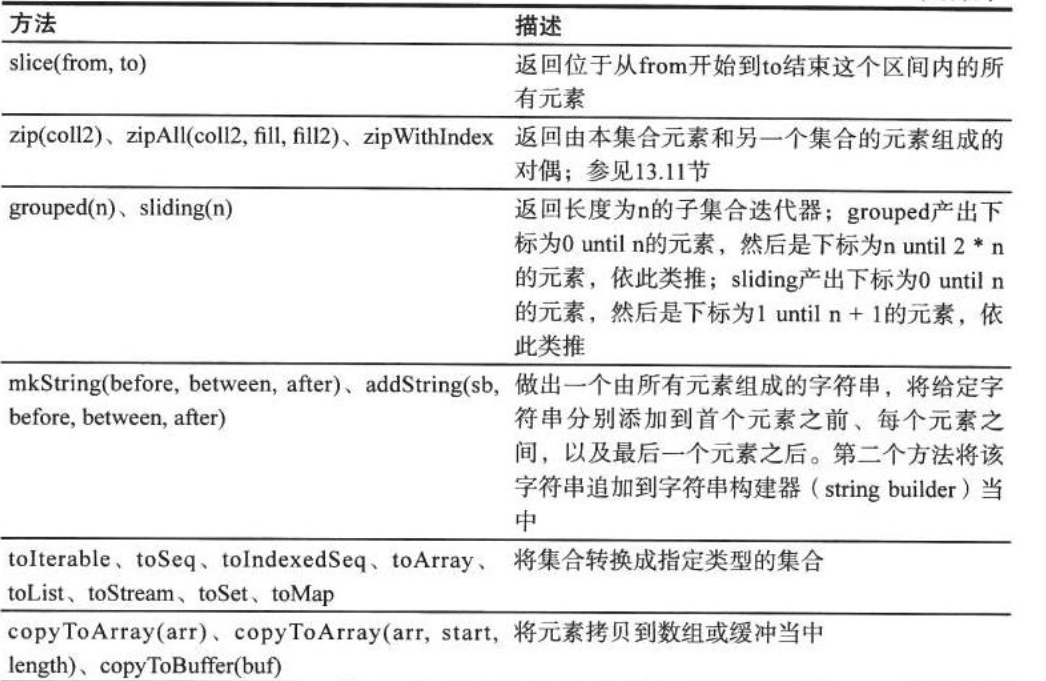 方法 描述
slice(from, to) 返回位于从from开始到to结束这个区间内的所
有元素
zip(coll2)、zipAll(coll2, fill, fill2)、zipWithIndex 返回由本集合元素和另一个集合的元素组成的
对偶；参见13.11节
grouped(n)、sliding(n) 返回长度为n的子集合迭代器；grouped产出下
标为0 until n的元素，然后是下标为n until 2 * n
的元素，依此类推；sliding产出下标为0 until n
的元素，然后是下标为1 until n + 1的元素，依
此类推
mkString(before, between, after)、addString(sb, 做出一个由所有元素组成的字符串，将给定字
before, between, after) 符串分别添加到首个元素之前、每个元素之
间，以及最后一个元素之后。第二个方法将该
字符串追加到字符串构建器（string builder）当
中
toIterable、toSeq、toIndexedSeq、toArray、 将集合转换成指定类型的集合
toList、toStream、toSet、toMap
copyToArray(arr)、copyToArray(arr, start, 将元素拷贝到数组或缓冲当中
length)、copyToBuffer(buf)